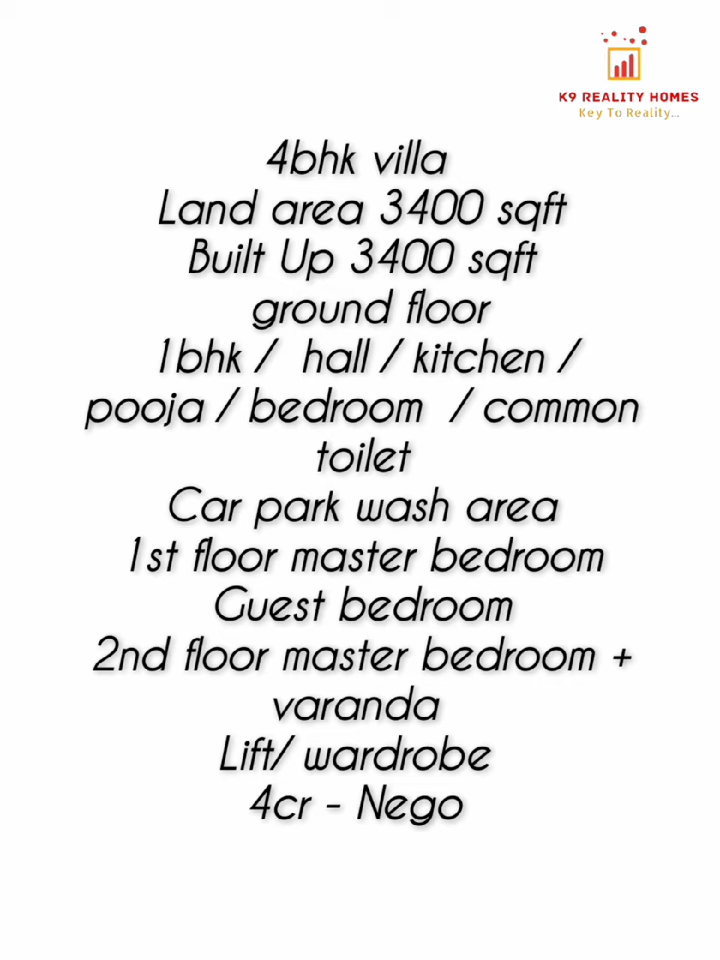 K9 REALITY HOMES
Key To Reality...
4bhk villa
Land area 3400 sqft
Built Up 3400 sqft
ground floor
1bhk / hall / kitchen /
pooja / bedroom / common
toilet
Car park wash area
1st floor master bedroom
Guest bedroom
2nd floor master bedroom +
varanda
Lift/ wardrobe
4cr - Nego